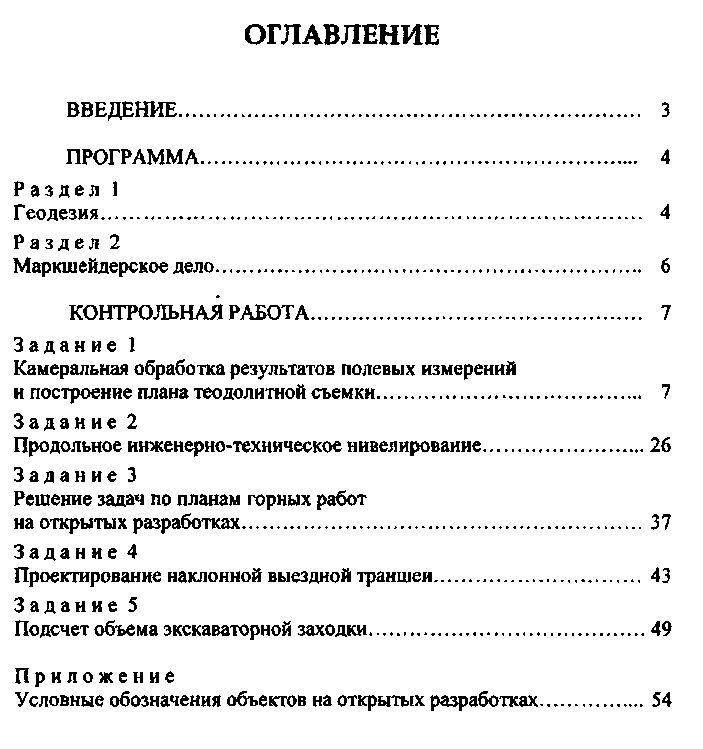 ОГЛАВЛЕНИЕ
ВВЕДЕНИЕ.......................................................................... 3
ПРОГРАММА...................................................................... 4
Раздел 1
Геодезия............................................................................... 4
Раздел 2
Маркшейдерское дело............................................................ 6
КОНТРОЛЬНАЯ РАБОТА................................................... 7
Задание 1
Камеральная обработка результатов полевых измерений
и построение плана теодолитной съемки.......................................... 7
Задание 2
Продольное инженерно-техническое нивелирование......................... 26
Задание 3
Решение задач по планам горных работ
на открытых разработках................................................................ 37
Задание 4
Проектирование наклонной выездной траншеи................................ 43
Задание 5
Подсчет объема экскаваторной заходки........................................... 49
Приложение
Условные обозначения объектов на открытых разработках................. 54